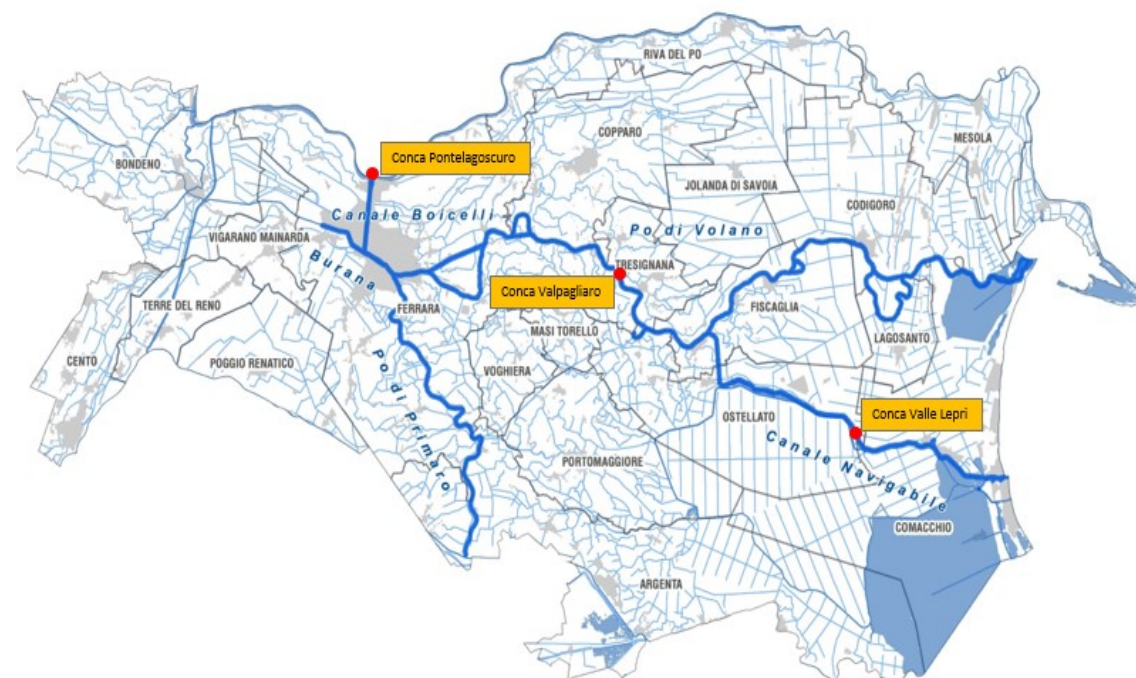 RIVA DEL PO
COPPARO
MESOLA
Conca Pontelagoscuro
BONDENO
JOLANDA DI SAVOIA
CODIGORO
Canale Boicelli
VIGARANO MAINARDA
Po di Volano
Burana
TRESIGNANA
Conca Valpagliaro
TERRE DEL RENO
FERRARA
FISCAGLIA
MASI TORELLO
LAGOSANTO
CENTO
POGGIO RENATICO
VOGHIERA
Po di Primaro
OSTELLATO
Conca Valle Lepri
PORTOMAGGIORE
Canale Navigabile
COMACCHIO
ARGENTA